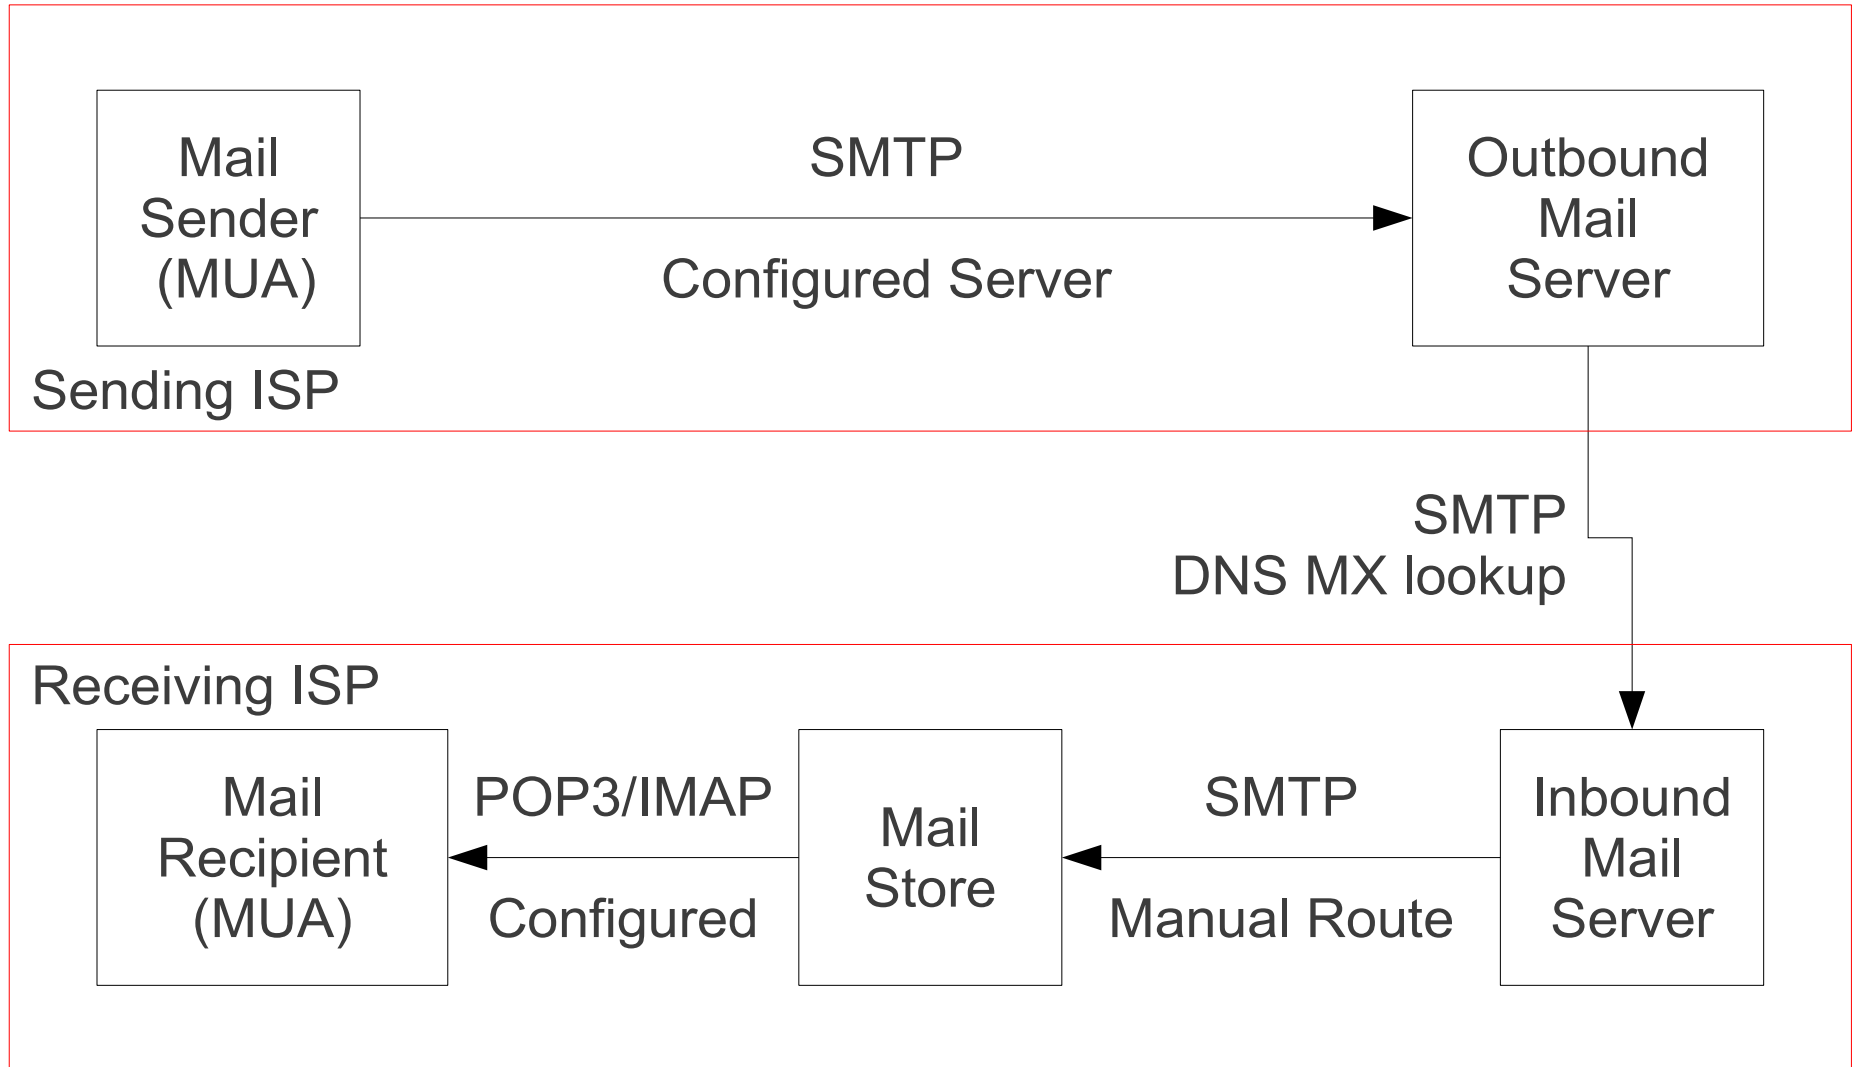 Mail
Sender
(MUA)
SMTP
Configured Server
Outbound
Mail
Server
Sending ISP
SMTP
DNS MX lookup
Receiving ISP
Mail
Recipient
(MUA)
POP3/IMAP
Configured
Mail
Store
SMTP
Manual Route
Inbound
Mail
Server